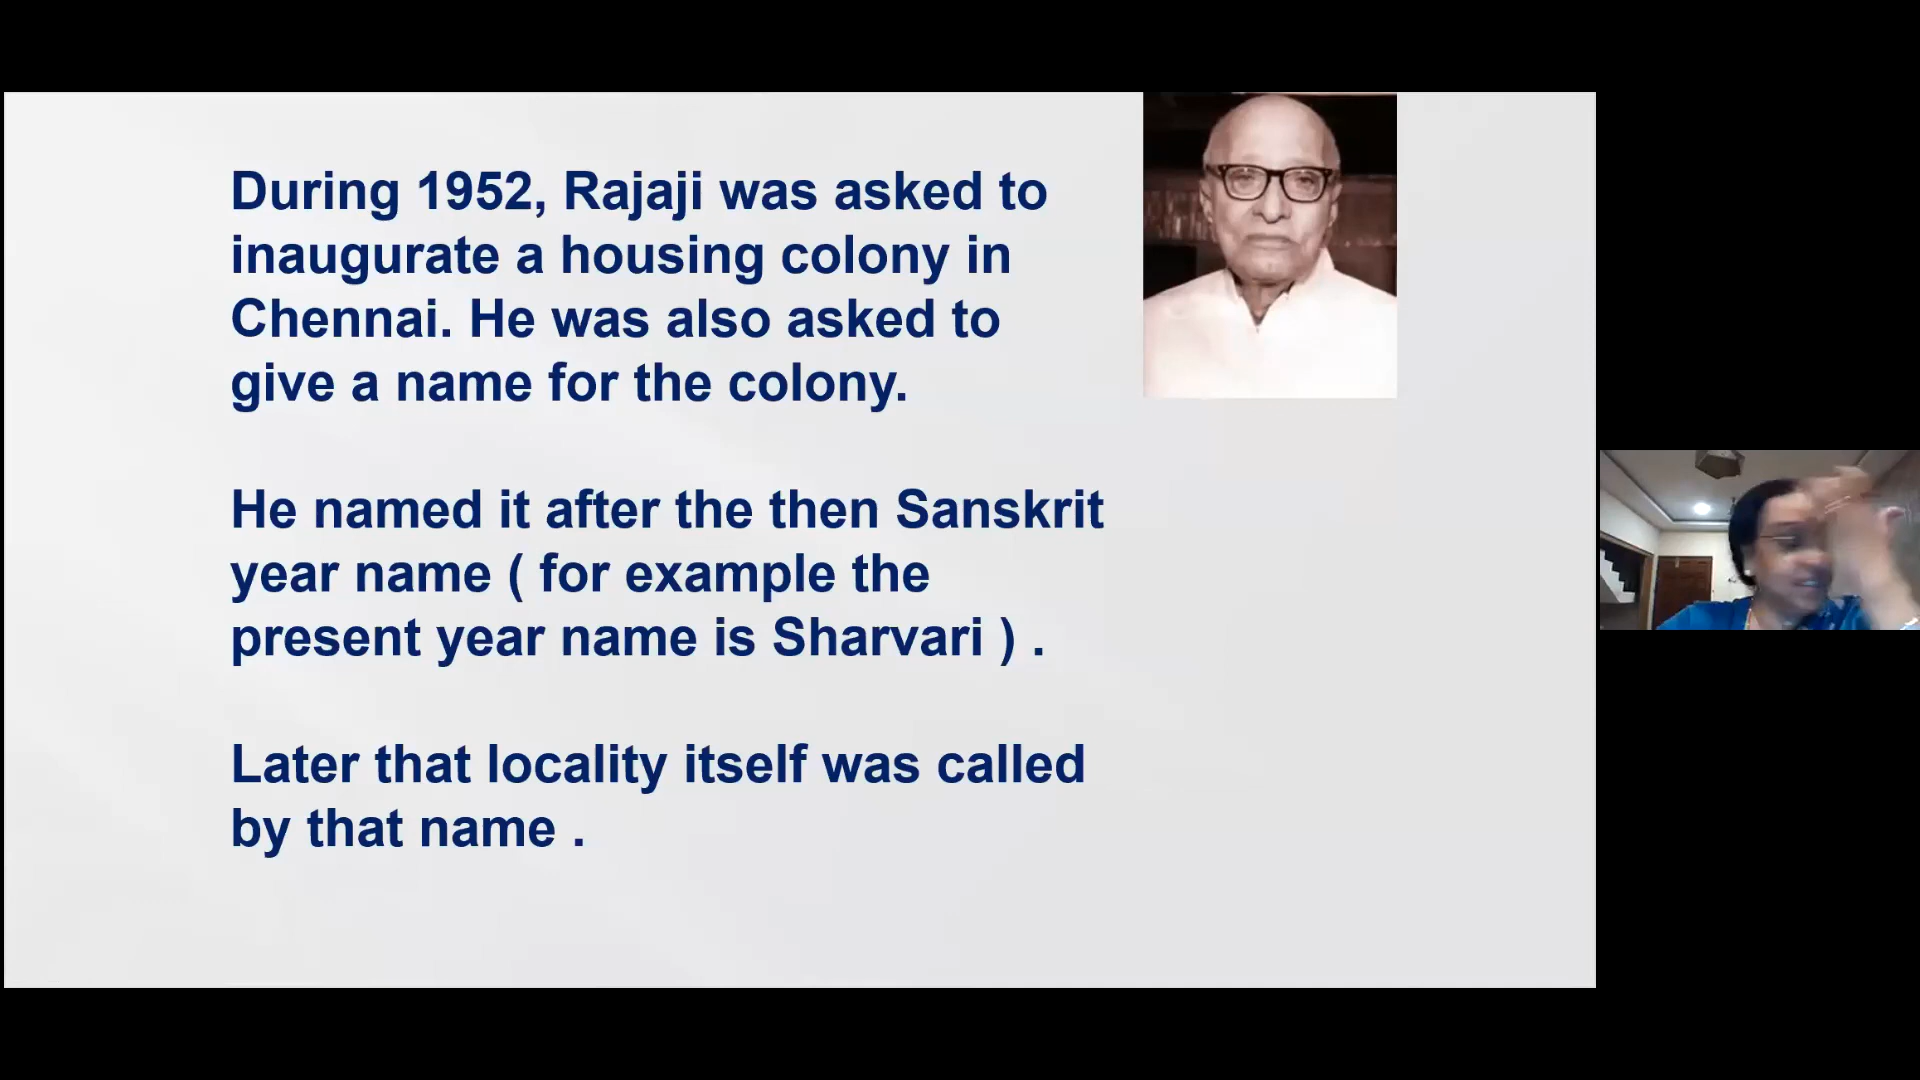 During 1952, Rajaji was asked to
inaugurate a housing colony in
Chennai. He was also asked to
give a name for the colony.
He named it after the then Sanskrit
year name ( for example the
present year name is Sharvari ) .
Later that locality itself was called
by that name .